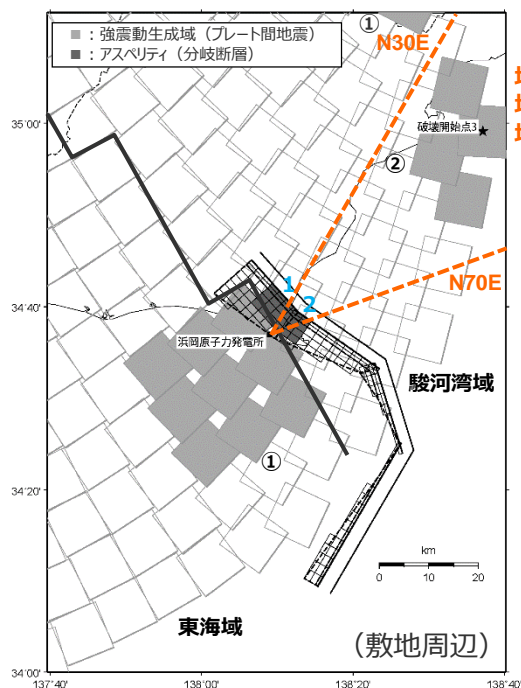 ■：強震動生成域（プレート間地震）
■：アスペリティ（分岐断層）
①
N30E
35°00'
破壊開始点3★
②
N70E
1
2
34°40'
浜岡原子力発電所
駿河湾域
①
34°20'
km
0 10 20
東海域
（敷地周辺）
34°00'
137°40' 138°00' 138°20' 138°40'